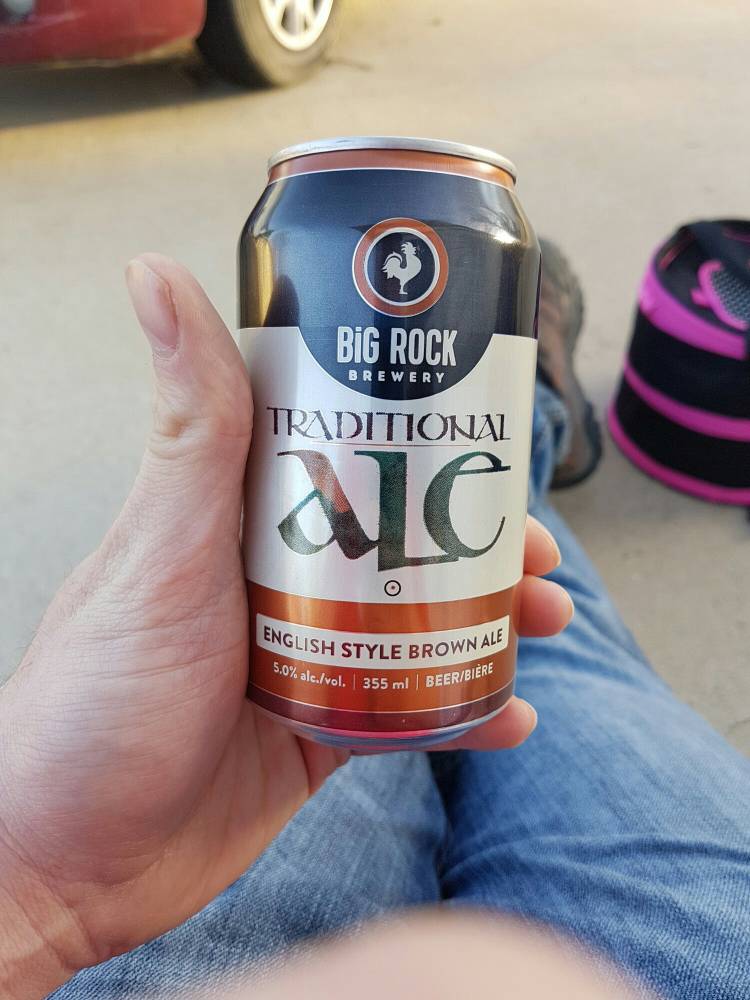 BiG ROCK
BREWERY
TRADITIONAL
aLe
ENGLISH STYLE BROWN ALE
5.0% alc./vol. | 355 ml | BEER/BIÈRE